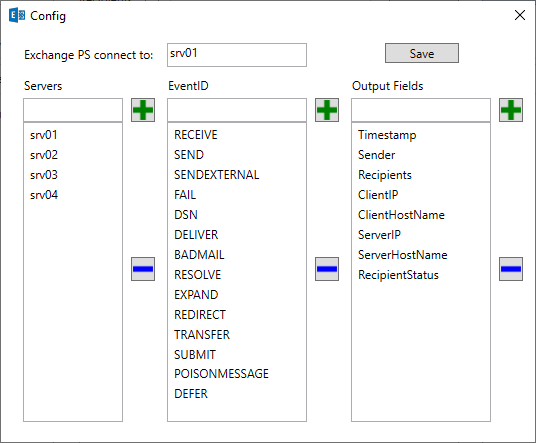 Config
Exchange PS connect to: srv01 Save
Servers EventID Output Fields
srv01
srv02
srv03
srv04
RECEIVE
SEND
SENDEXTERNAL
FAIL
DSN
DELIVER
BADMAIL
RESOLVE
EXPAND
REDIRECT
TRANSFER
SUBMIT
POISONMESSAGE
DEFER
Timestamp
Sender
Recipients
ClientIP
ClientHostName
ServerIP
ServerHostName
RecipientStatus